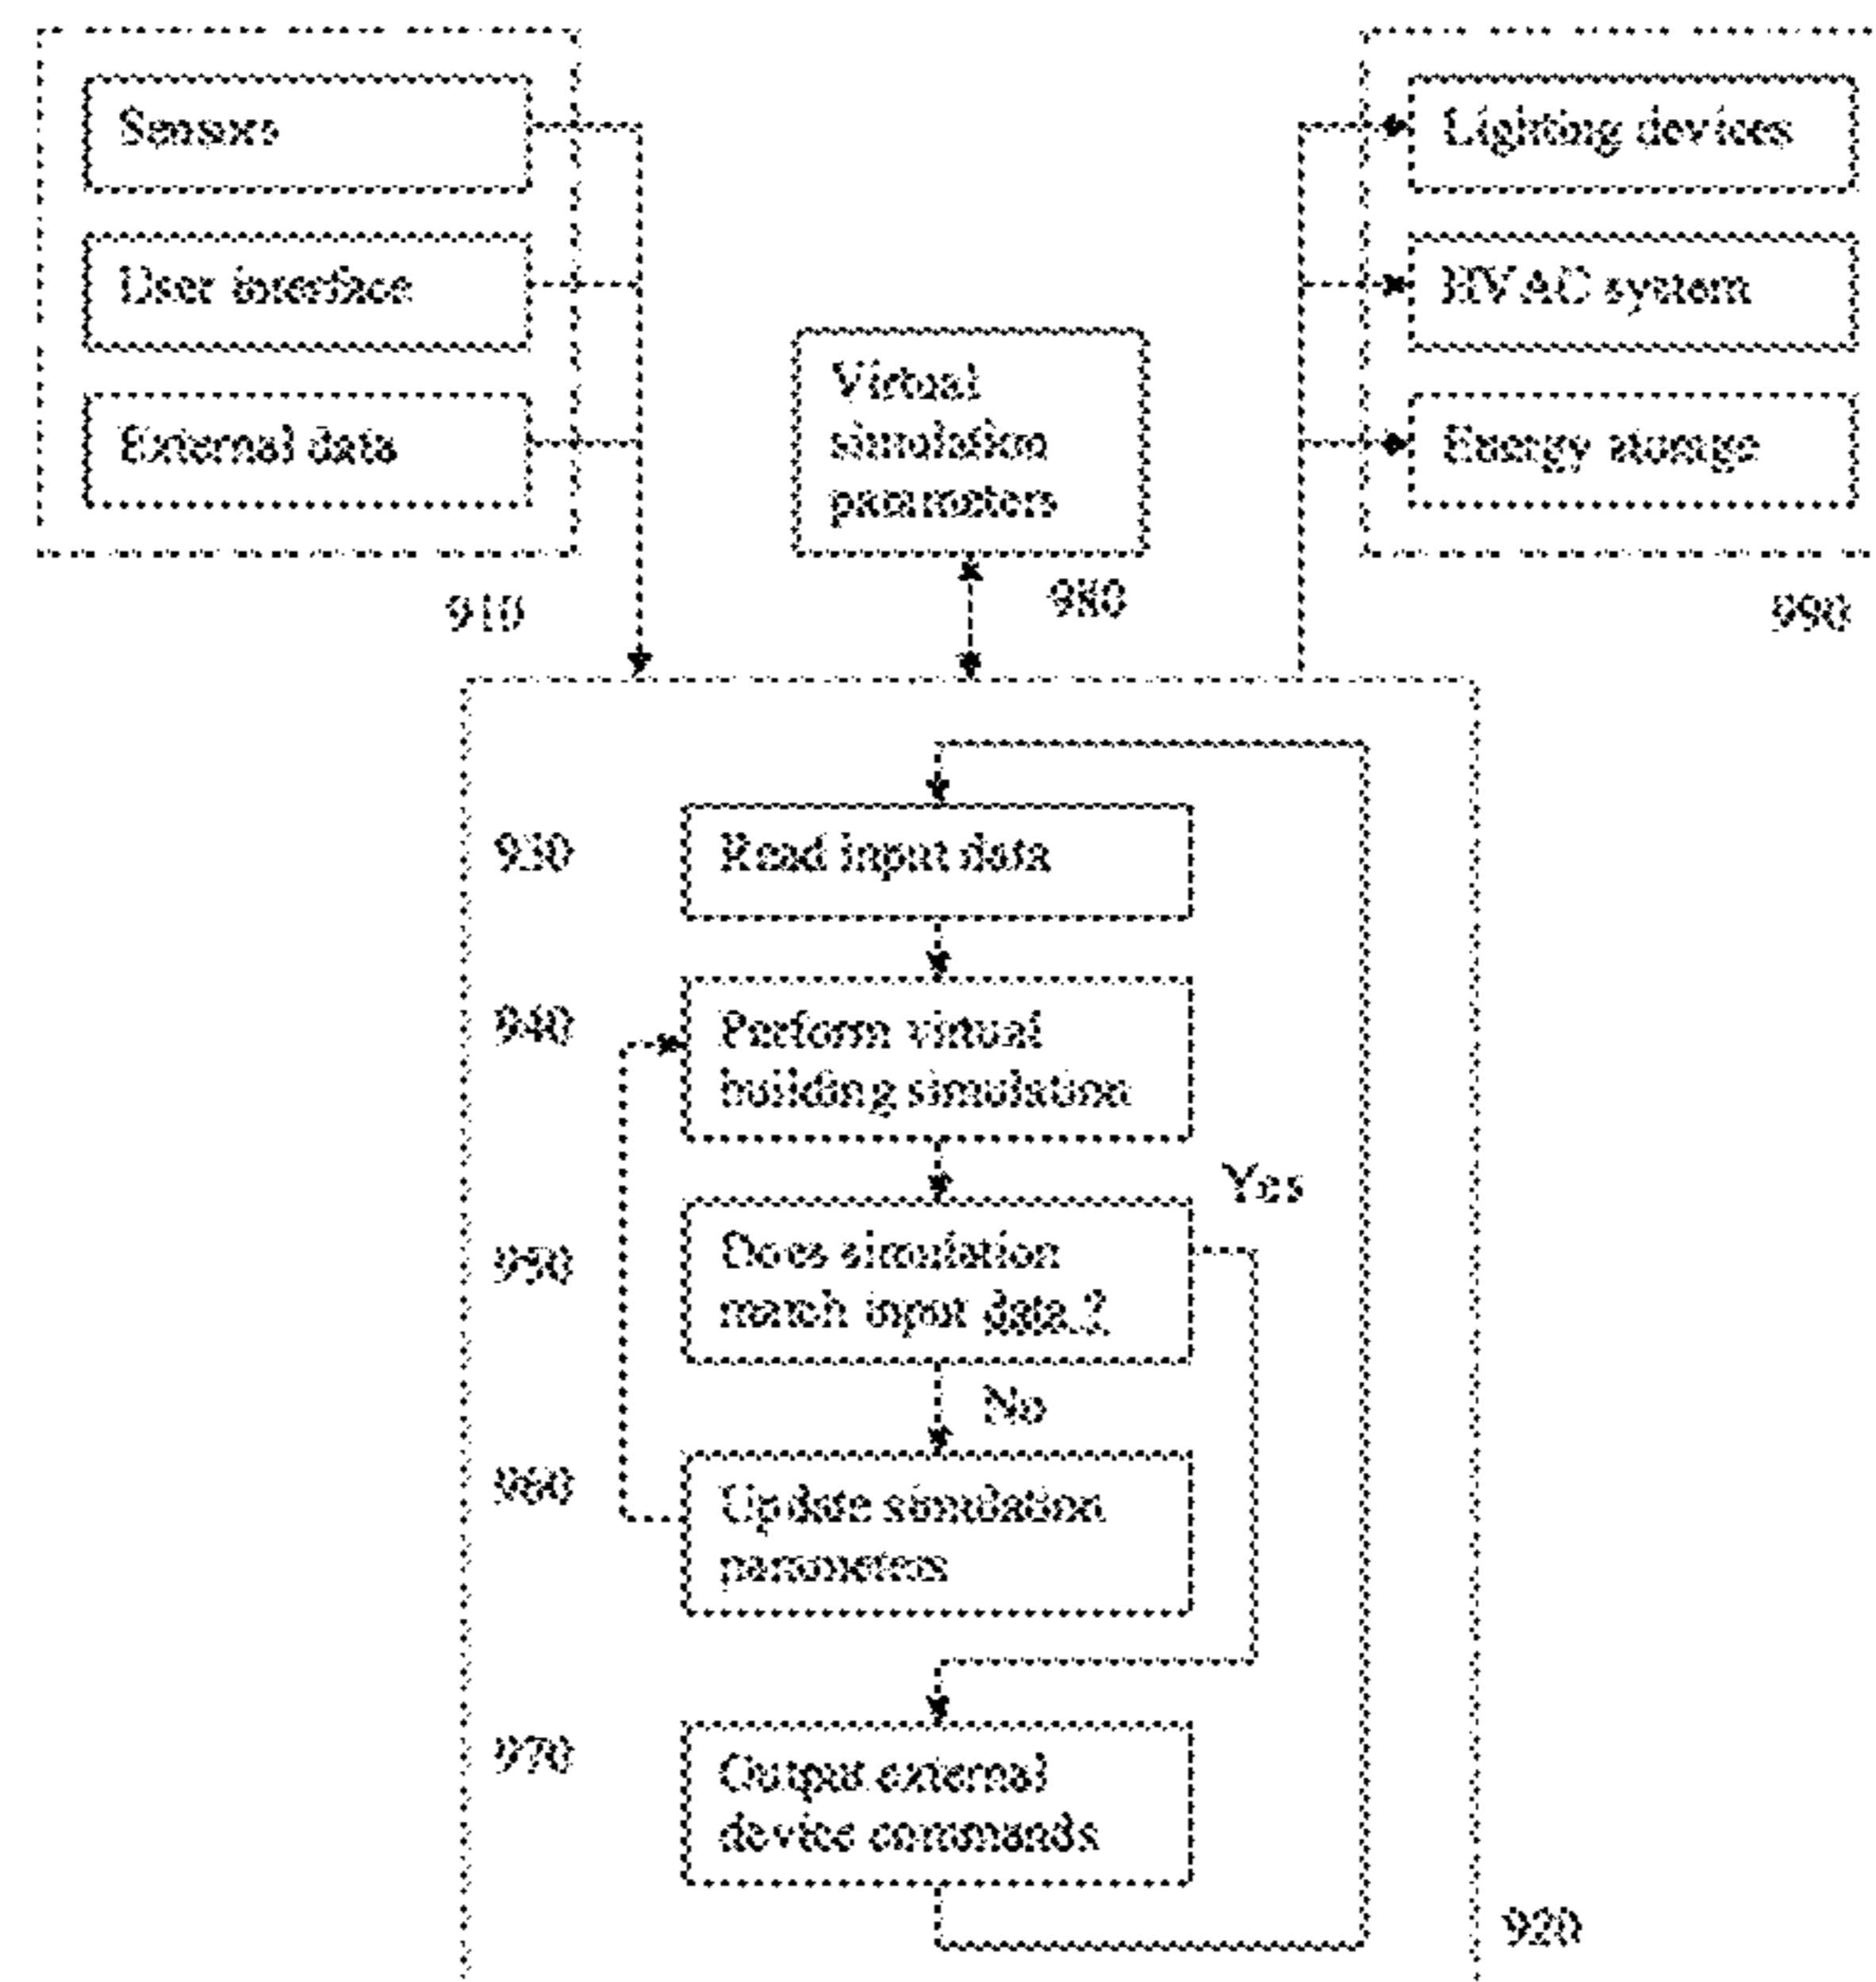 Sensors
User interface
External data
910
Virtual
simulation
parameters
980
Lighting devices
HVAC system
Energy storage
990
930
Read input data
940
Perform virtual
building simulation
950
Does simulation
match input data ?
Yes
No
960
Update simulation
parameters
970
Output external
device commands
920